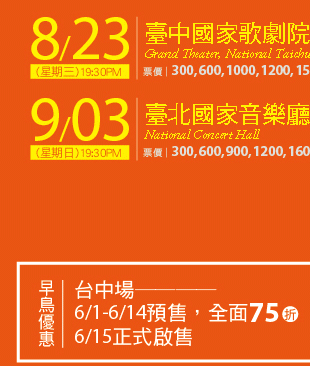 8/23
(星期三)19:30PM
臺中國家歌劇院
Grand Theater, National Taichu
票價 | 300,600,1000,1200,15
9/03
(星期日)19:30PM
臺北國家音樂廳
National Concert Hall
票價 | 300,600,900,1200,160
早鳥優惠
台中場————
6/1-6/14預售，全面75折
6/15正式啟售